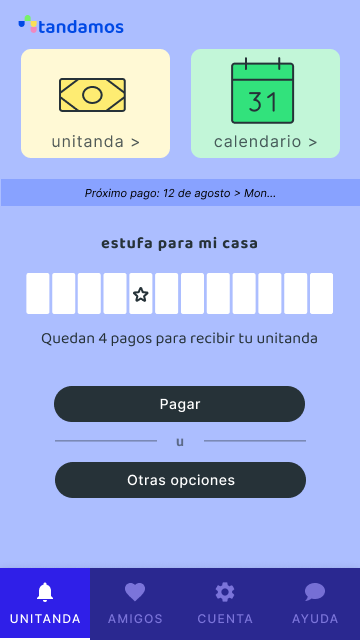 tandamos
unitanda >
31
calendario >
Próximo pago: 12 de agosto > Mon...
estufa para mi casa
Quedan 4 pagos para recibir tu unitanda
Pagar
u
Otras opciones
UNITANDA AMIGOS CUENTA AYUDA